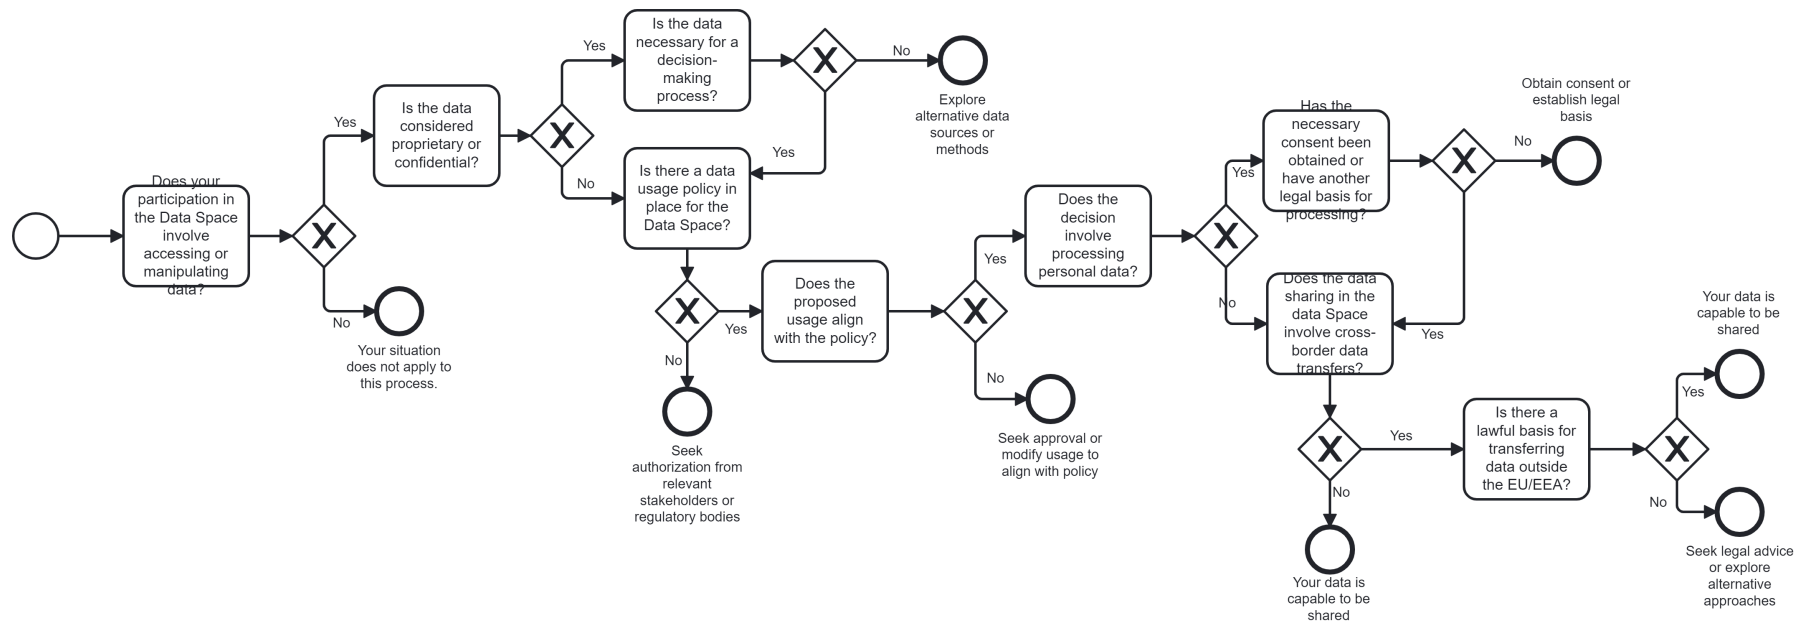 Does your
participation in
the Data Space
involve
accessing or
manipulating
data?
Yes
No
Your situation
does not apply to
this process.
Is the data
considered
proprietary or
confidential?
Yes
No
Is the data
necessary for a
decision-
making
process?
No
Yes
Explore
alternative data
sources or
methods
Is there a data
usage policy in
place for the
Data Space?
Yes
No
Seek
authorization from
relevant
stakeholders or
regulatory bodies
Does the
proposed
usage align
with the policy?
Yes
No
Seek approval or
modify usage to
align with policy
Does the
decision
involve
processing
personal data?
Yes
No
Has the
necessary
consent been
obtained or
have another
legal basis for
processing?
No
Yes
Obtain consent or
establish legal
basis
Does the data
sharing in the
data Space
involve cross-
border data
transfers?
Yes
No
Your data is
capable to be
shared
Is there a
lawful basis for
transferring
data outside
the EU/EEA?
Yes
No
Your data is
capable to be
shared
Seek legal advice
or explore
alternative
approaches